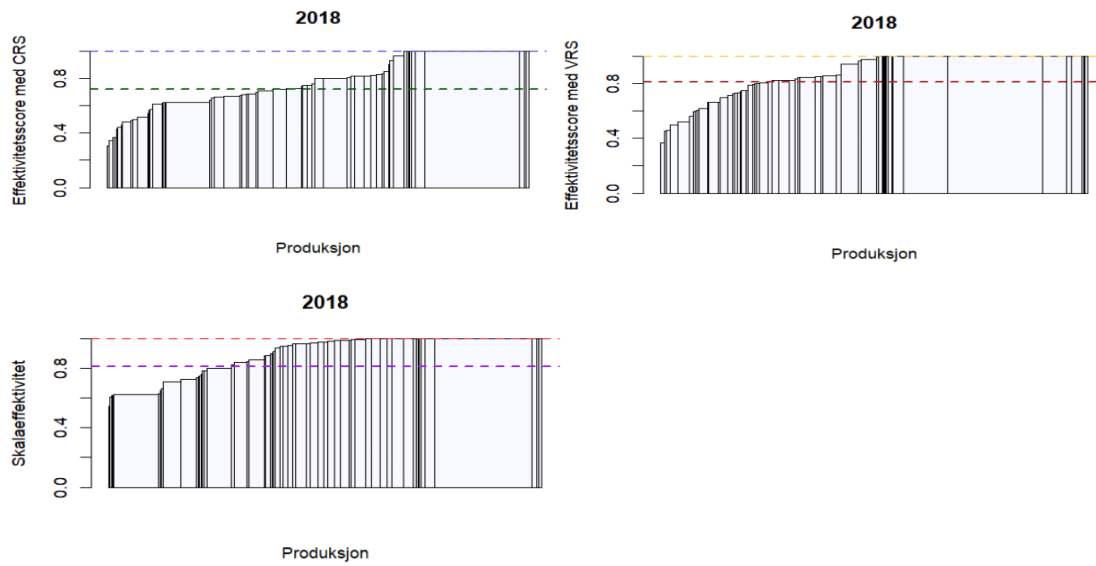 2018
Effektivitetsscore med CRS
0.8
0.4
0.0
Produksjon
2018
Effektivitetsscore med VRS
0.8
0.4
0.0
Produksjon
2018
Skalaeffektivitet
0.8
0.4
0.0
Produksjon